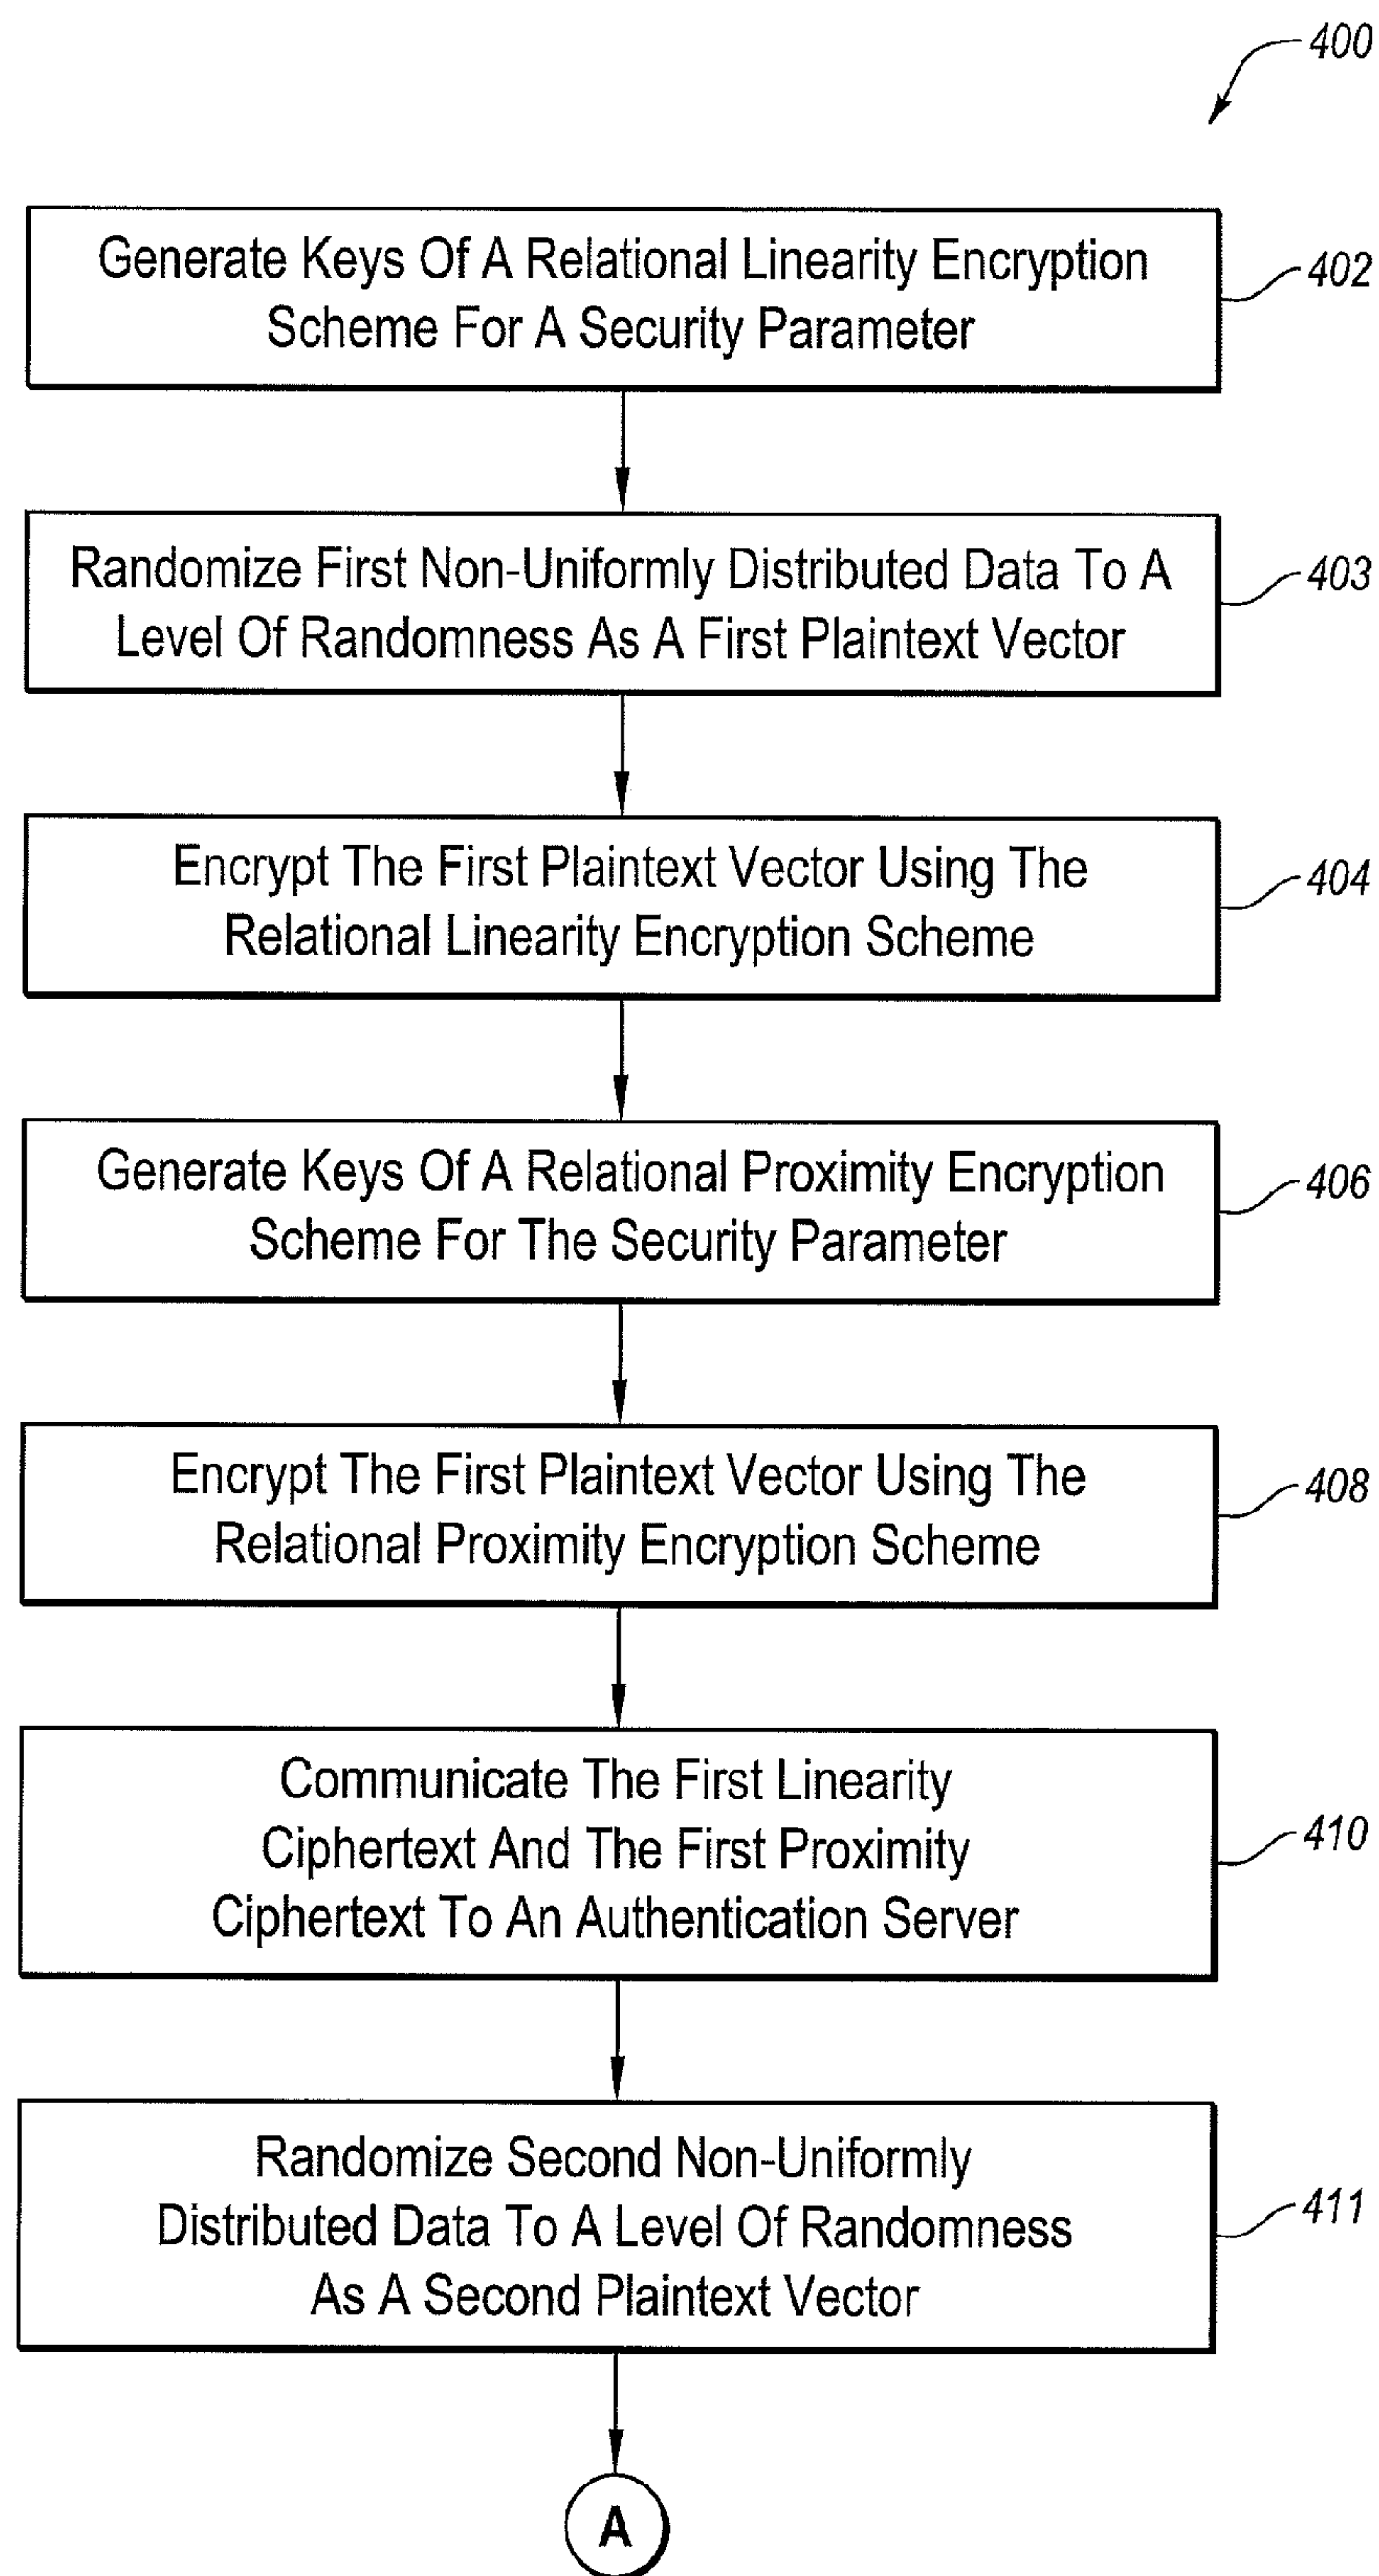 400
Generate Keys Of A Relational Linearity Encryption
Scheme For A Security Parameter
402
Randomize First Non-Uniformly Distributed Data To A
Level Of Randomness As A First Plaintext Vector
403
Encrypt The First Plaintext Vector Using The
Relational Linearity Encryption Scheme
404
Generate Keys Of A Relational Proximity Encryption
Scheme For The Security Parameter
406
Encrypt The First Plaintext Vector Using The
Relational Proximity Encryption Scheme
408
Communicate The First Linearity
Ciphertext And The First Proximity
Ciphertext To An Authentication Server
410
Randomize Second Non-Uniformly
Distributed Data To A Level Of Randomness
As A Second Plaintext Vector
411
A